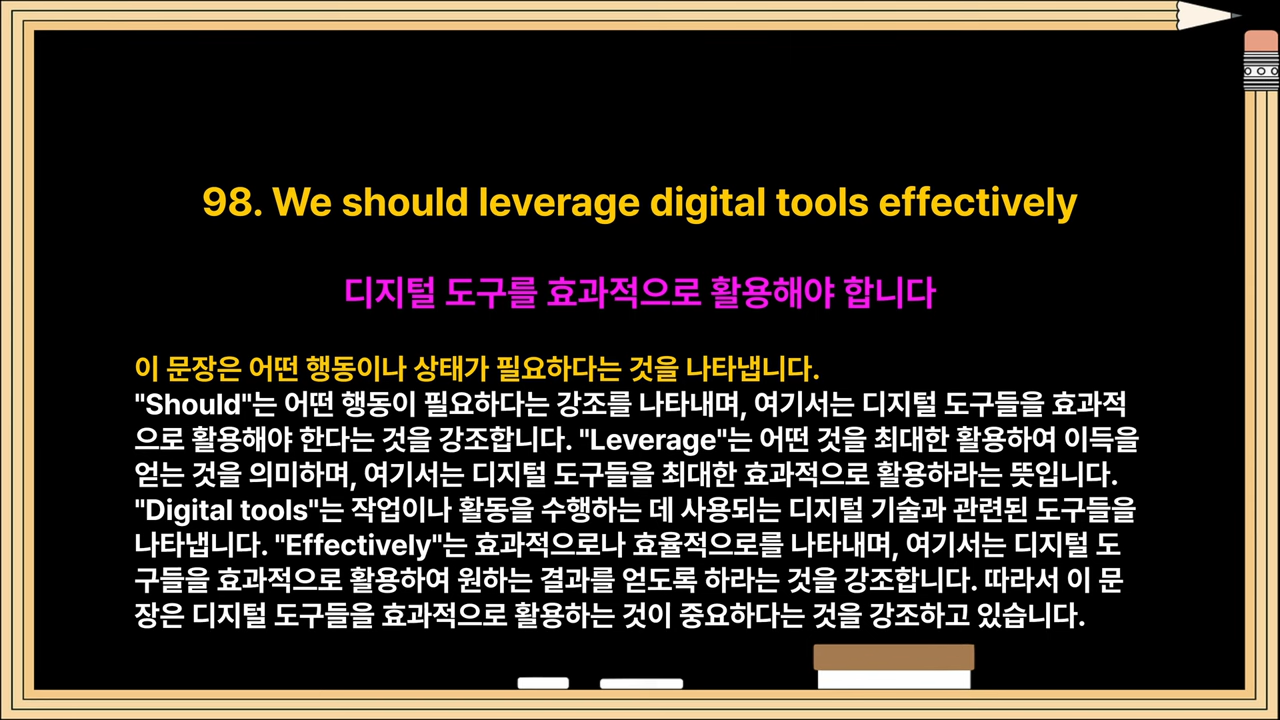 98. We should leverage digital tools effectively
디지털 도구를 효과적으로 활용해야 합니다
이 문장은 어떤 행동이나 상태가 필요하다는 것을 나타냅니다.
"Should"는 어떤 행동이 필요하다는 강조를 나타내며, 여기서는 디지털 도구들을 효과적
으로 활용해야 한다는 것을 강조합니다. "Leverage"는 어떤 것을 최대한 활용하여 이득을
얻는 것을 의미하며, 여기서는 디지털 도구들을 최대한 효과적으로 활용하라는 뜻입니다.
"Digital tools"는 작업이나 활동을 수행하는 데 사용되는 디지털 기술과 관련된 도구들을
나타냅니다. "Effectively"는 효과적으로나 효율적으로를 나타내며, 여기서는 디지털 도
구들을 효과적으로 활용하여 원하는 결과를 얻도록 하라는 것을 강조합니다. 따라서 이 문
장은 디지털 도구들을 효과적으로 활용하는 것이 중요하다는 것을 강조하고 있습니다.